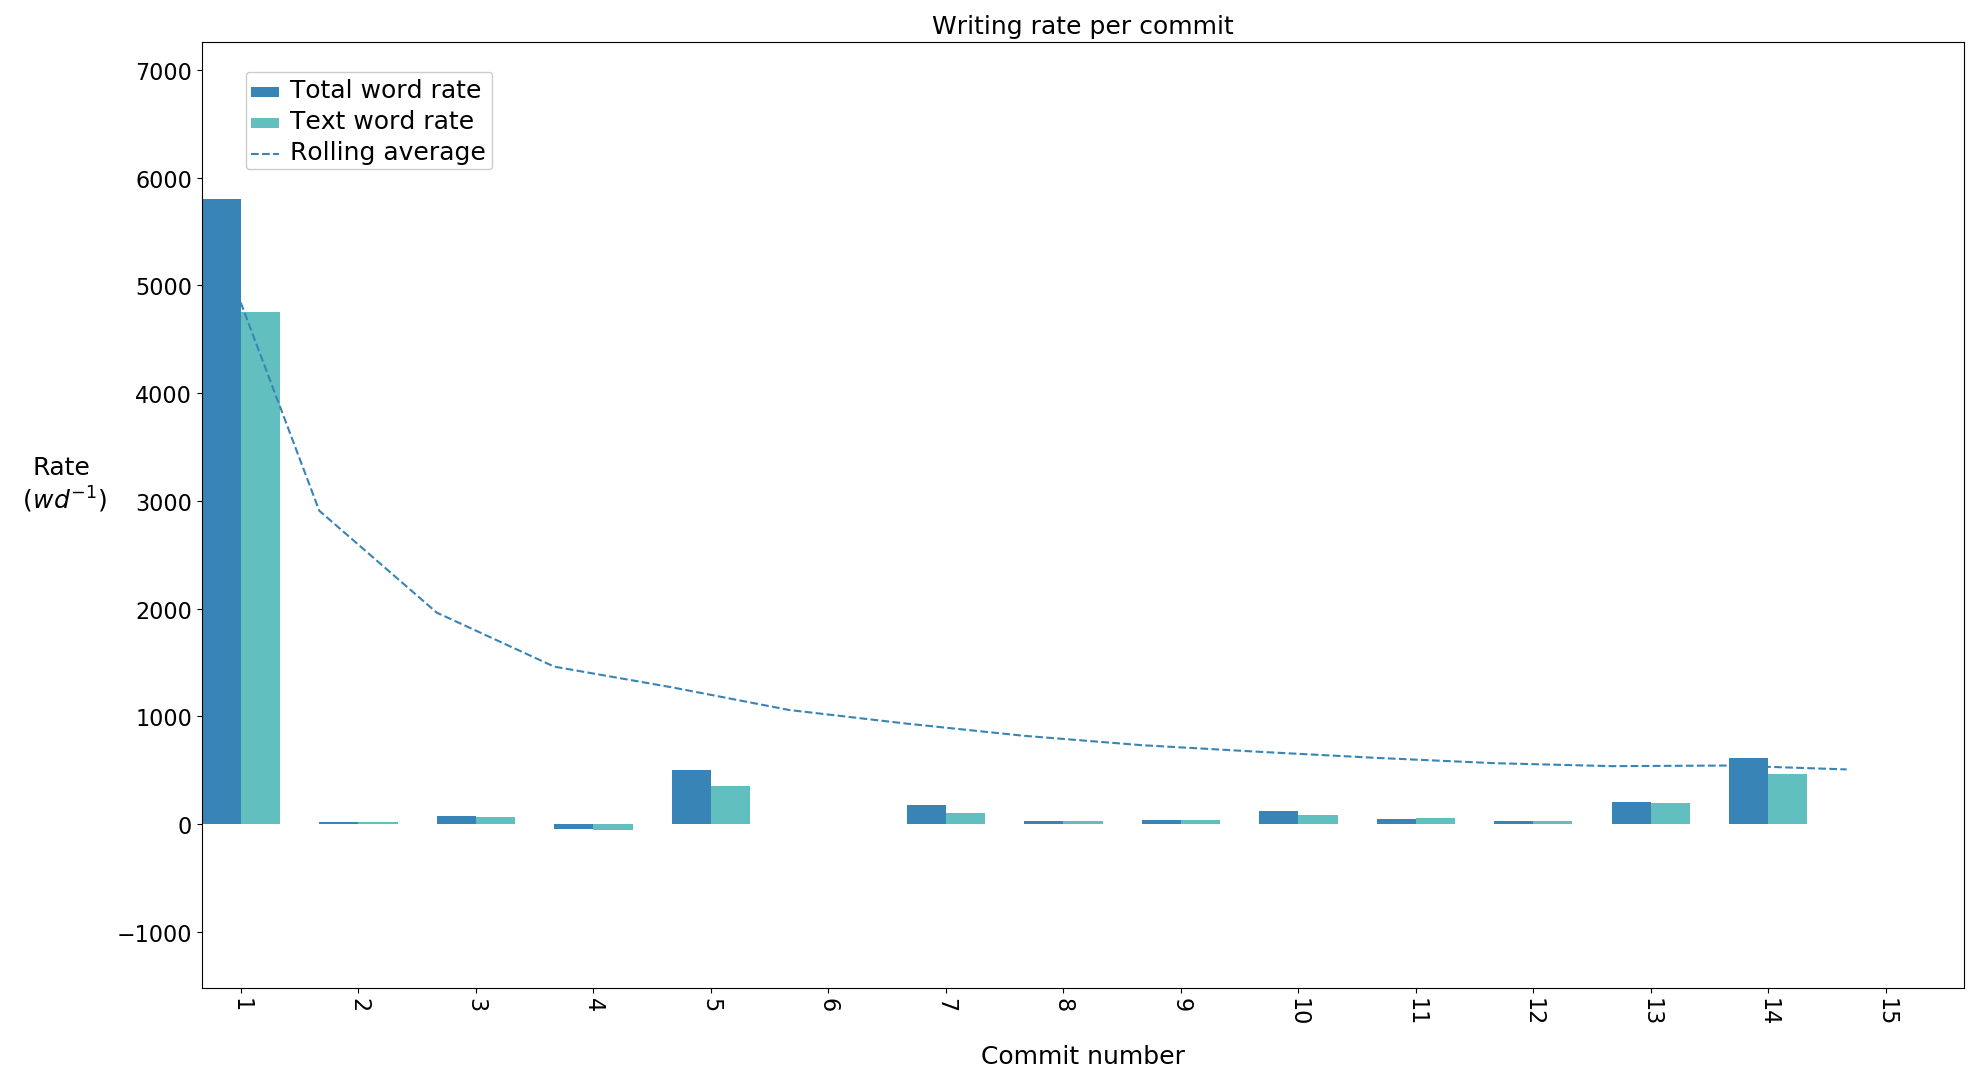 Writing rate per commit
7000
Total word rate
Text word rate
Rolling average
6000
5000
4000
Rate
(wd⁻¹)
3000
2000
1000
0
−1000
1 2 3 4 5 6 7 8 9 10 11 12 13 14 15
Commit number